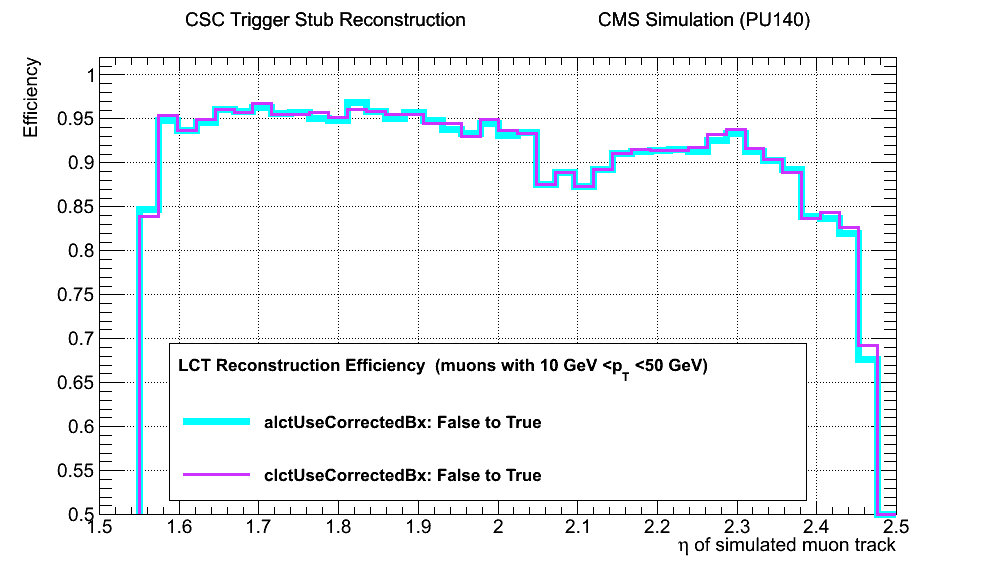 CSC Trigger Stub Reconstruction CMS Simulation (PU140)
Efficiency
1
0.95
0.9
0.85
0.8
0.75
0.7
0.65
0.6
0.55
0.5
LCT Reconstruction Efficiency (muons with 10 GeV <pT <50 GeV)
alctUseCorrectedBx: False to True
clctUseCorrectedBx: False to True
1.5 1.6 1.7 1.8 1.9 2 2.1 2.2 2.3 2.4 2.5
η of simulated muon track